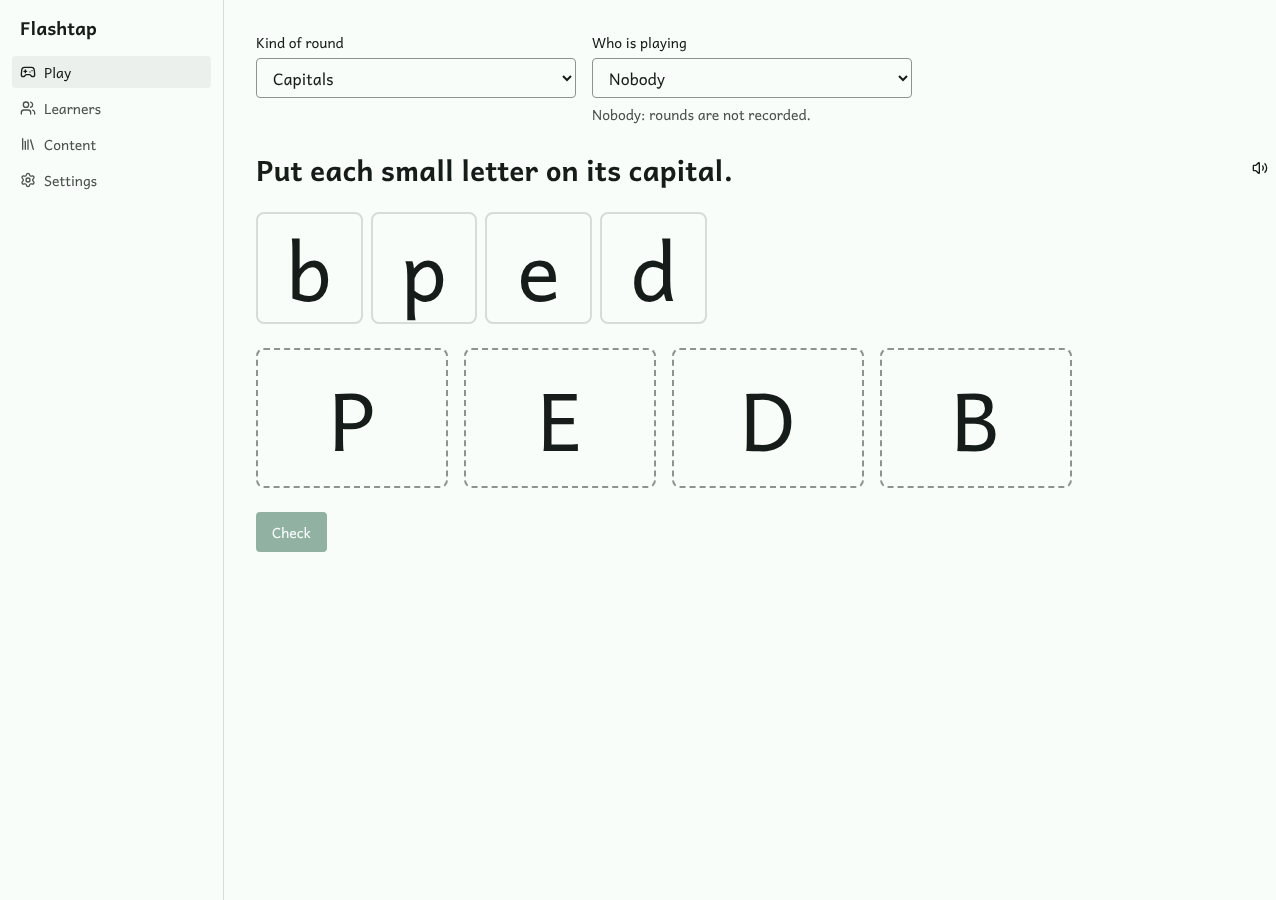 Flashtap
Play
Learners
Content
Settings
Kind of round
Capitals
Who is playing
Nobody
Nobody: rounds are not recorded.
Put each small letter on its capital.
b p e d
P E D B
Check